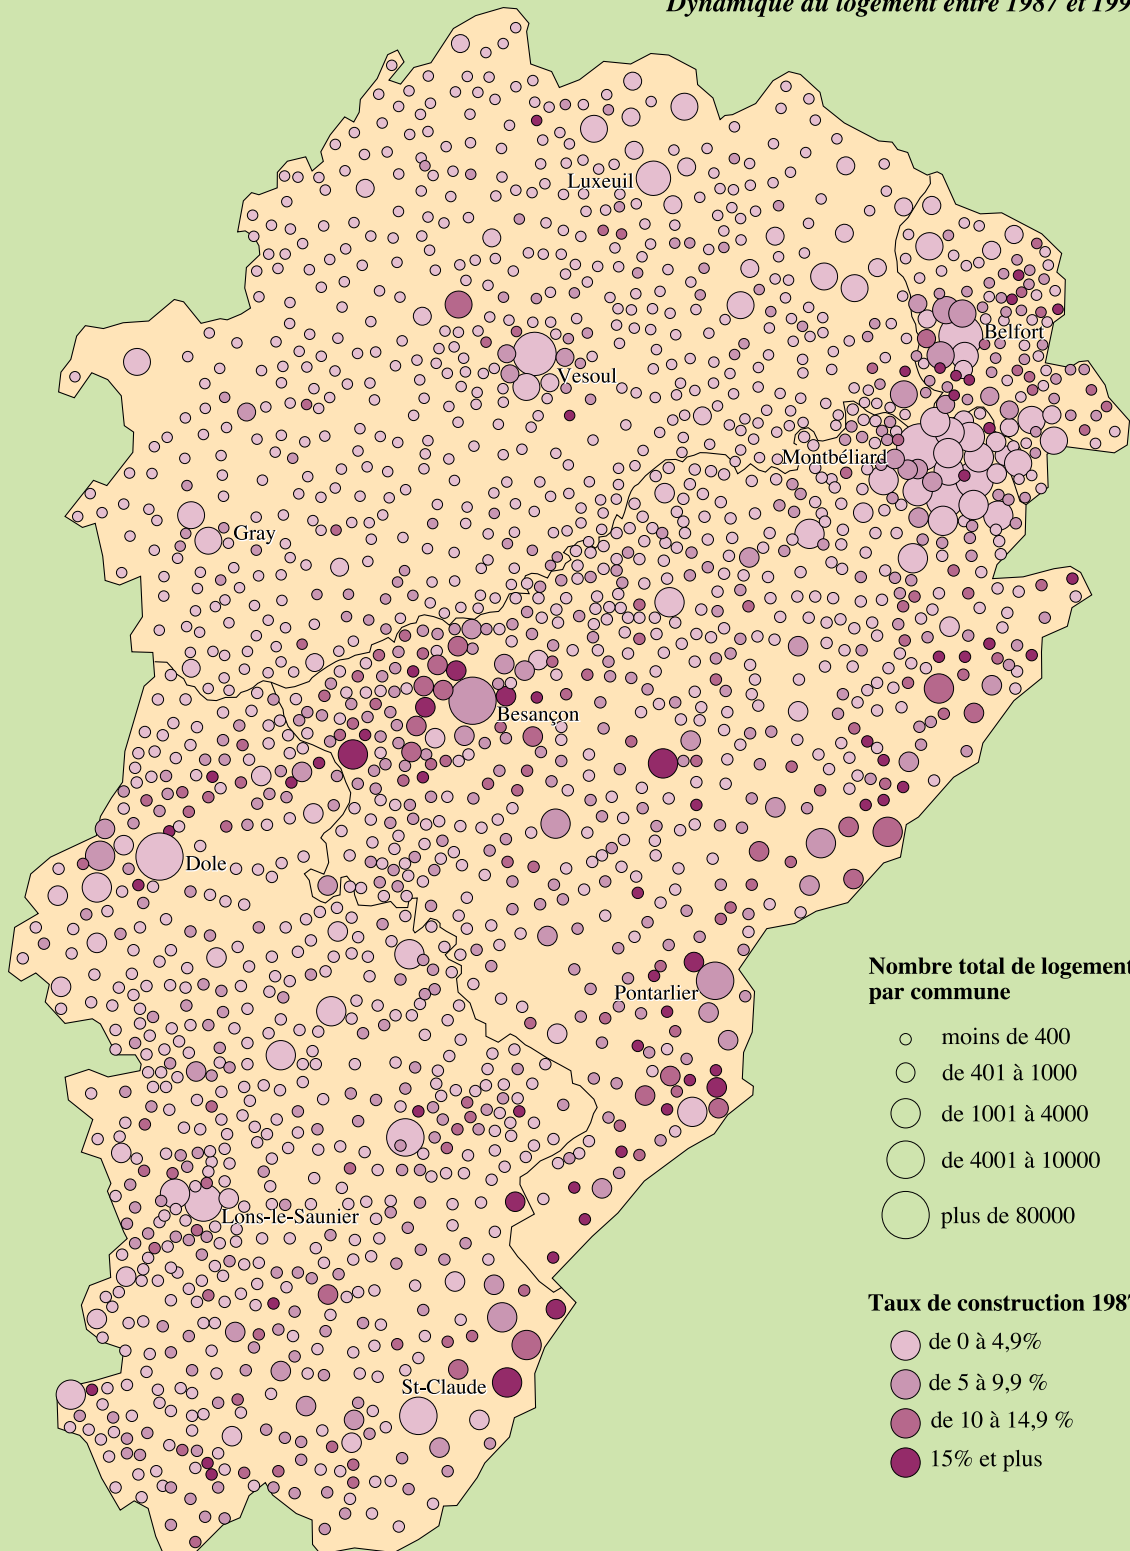 Dynamique du logement entre 1987 et 199
Luxeuil
Belfort
Vesoul
Montbéliard
Gray
Besançon
Dole
Pontarlier
Lons-le-Saunier
St-Claude
Nombre total de logement
par commune
moins de 400
de 401 à 1000
de 1001 à 4000
de 4001 à 10000
plus de 80000
Taux de construction 1987
de 0 à 4,9%
de 5 à 9,9 %
de 10 à 14,9 %
15% et plus